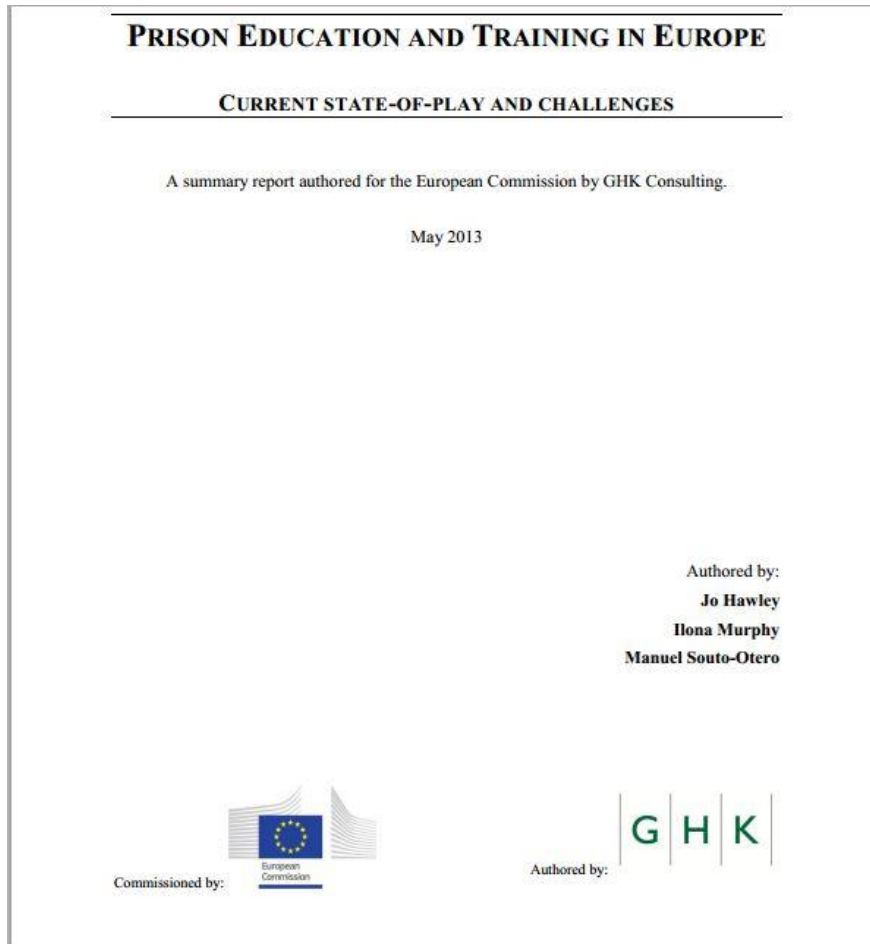 PRISON EDUCATION AND TRAINING IN EUROPE
CURRENT STATE-OF-PLAY AND CHALLENGES
A summary report authored for the European Commission by GHK Consulting.
May 2013
Authored by:
Jo Hawley
Ilona Murphy
Manuel Souto-Otero
Commissioned by:
European
Commission
Authored by:
G H K